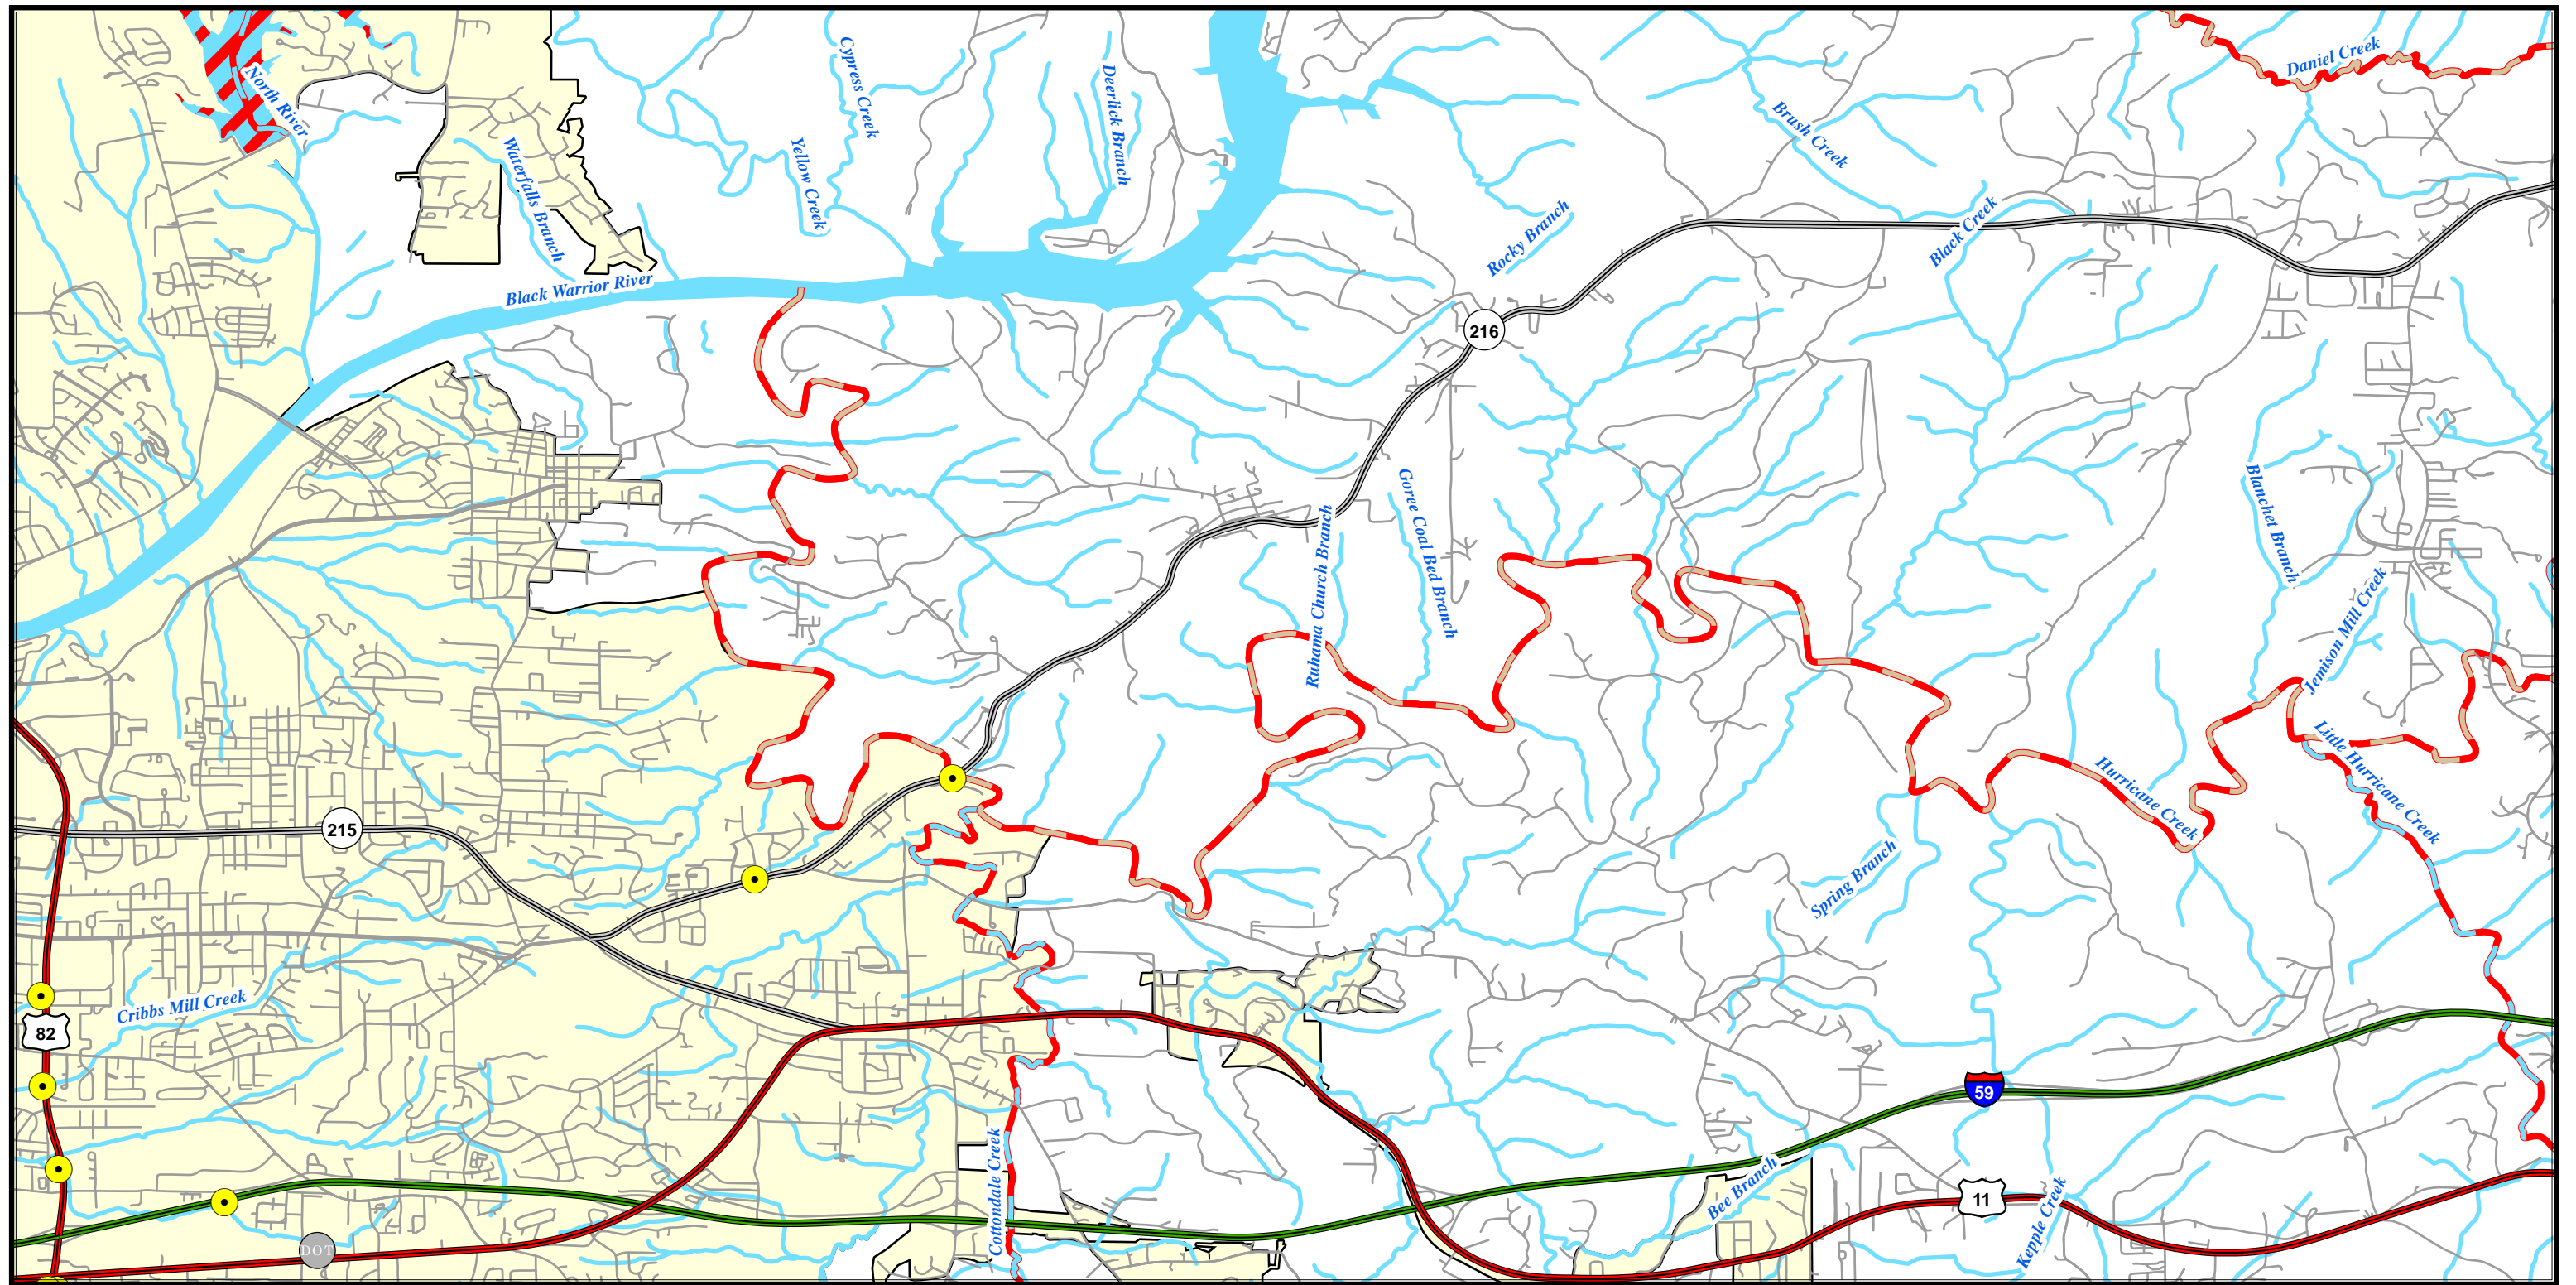 Daniel Creek
North River
Cypress Creek
Deerlick Branch
Brush Creek
Waterfalls Branch
Yellow Creek
Rocky Branch
Black Creek
Black Warrior River
216
Goree Coal Bed Branch
Ruhama Church Branch
Blanchet Branch
Jemison Mill Creek
Little Hurricane Creek
Hurricane Creek
215
Spring Branch
Cribbs Mill Creek
82
59
Cottondale Creek
Bee Branch
11
Kepple Creek
DOT